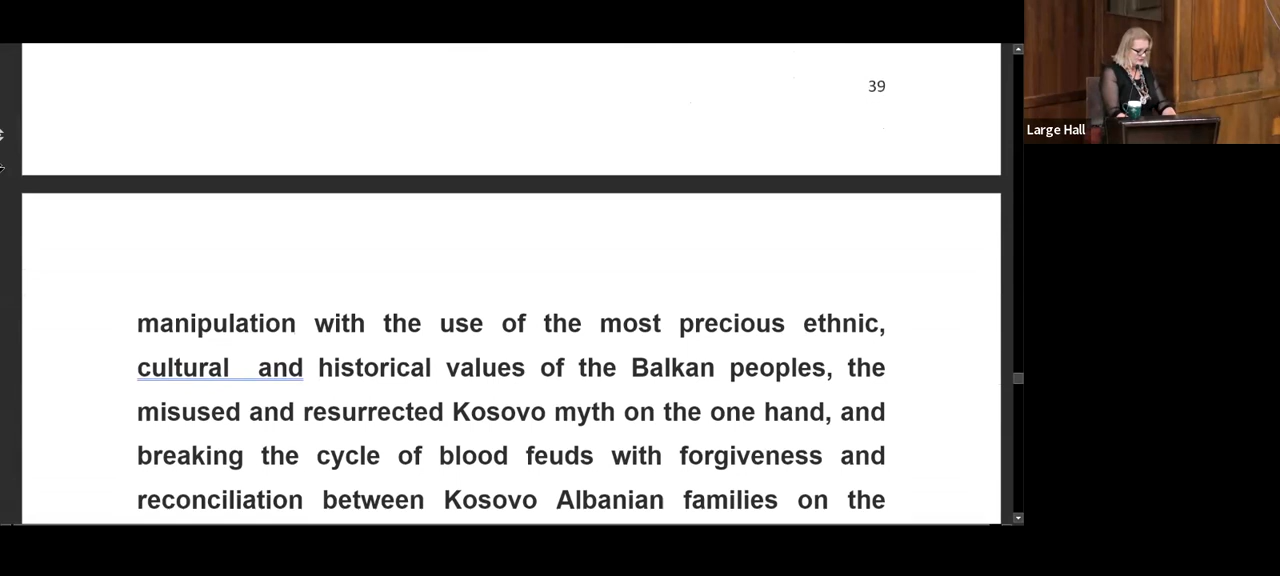 39
manipulation with the use of the most precious ethnic,
cultural and historical values of the Balkan peoples, the
misused and resurrected Kosovo myth on the one hand, and
breaking the cycle of blood feuds with forgiveness and
reconciliation between Kosovo Albanian families on the
Large Hall